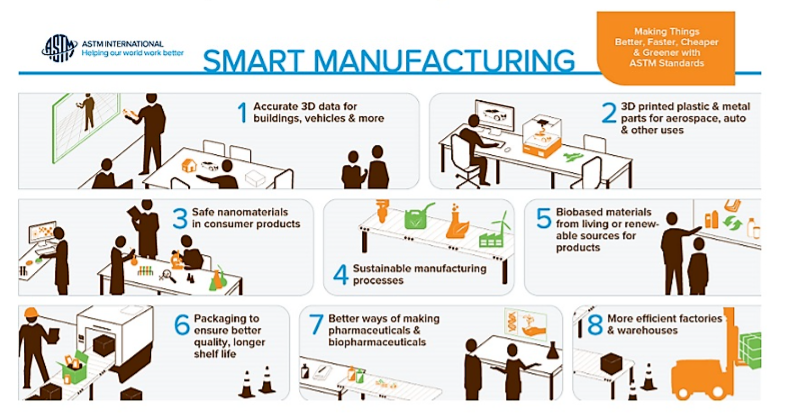 ASTM INTERNATIONAL
Helping our world work better
SMART MANUFACTURING
Making Things
Better, Faster, Cheaper
& Greener with
ASTM Standards
1 Accurate 3D data for
buildings, vehicles & more
2 3D printed plastic & metal
parts for aerospace, auto
& other uses
3 Safe nanomaterials
in consumer products
4 Sustainable manufacturing
processes
5 Biobased materials
from living or renew-
able sources for
products
6 Packaging to
ensure better
quality, longer
shelf life
7 Better ways of making
pharmaceuticals &
biopharmaceuticals
8 More efficient factories
& warehouses